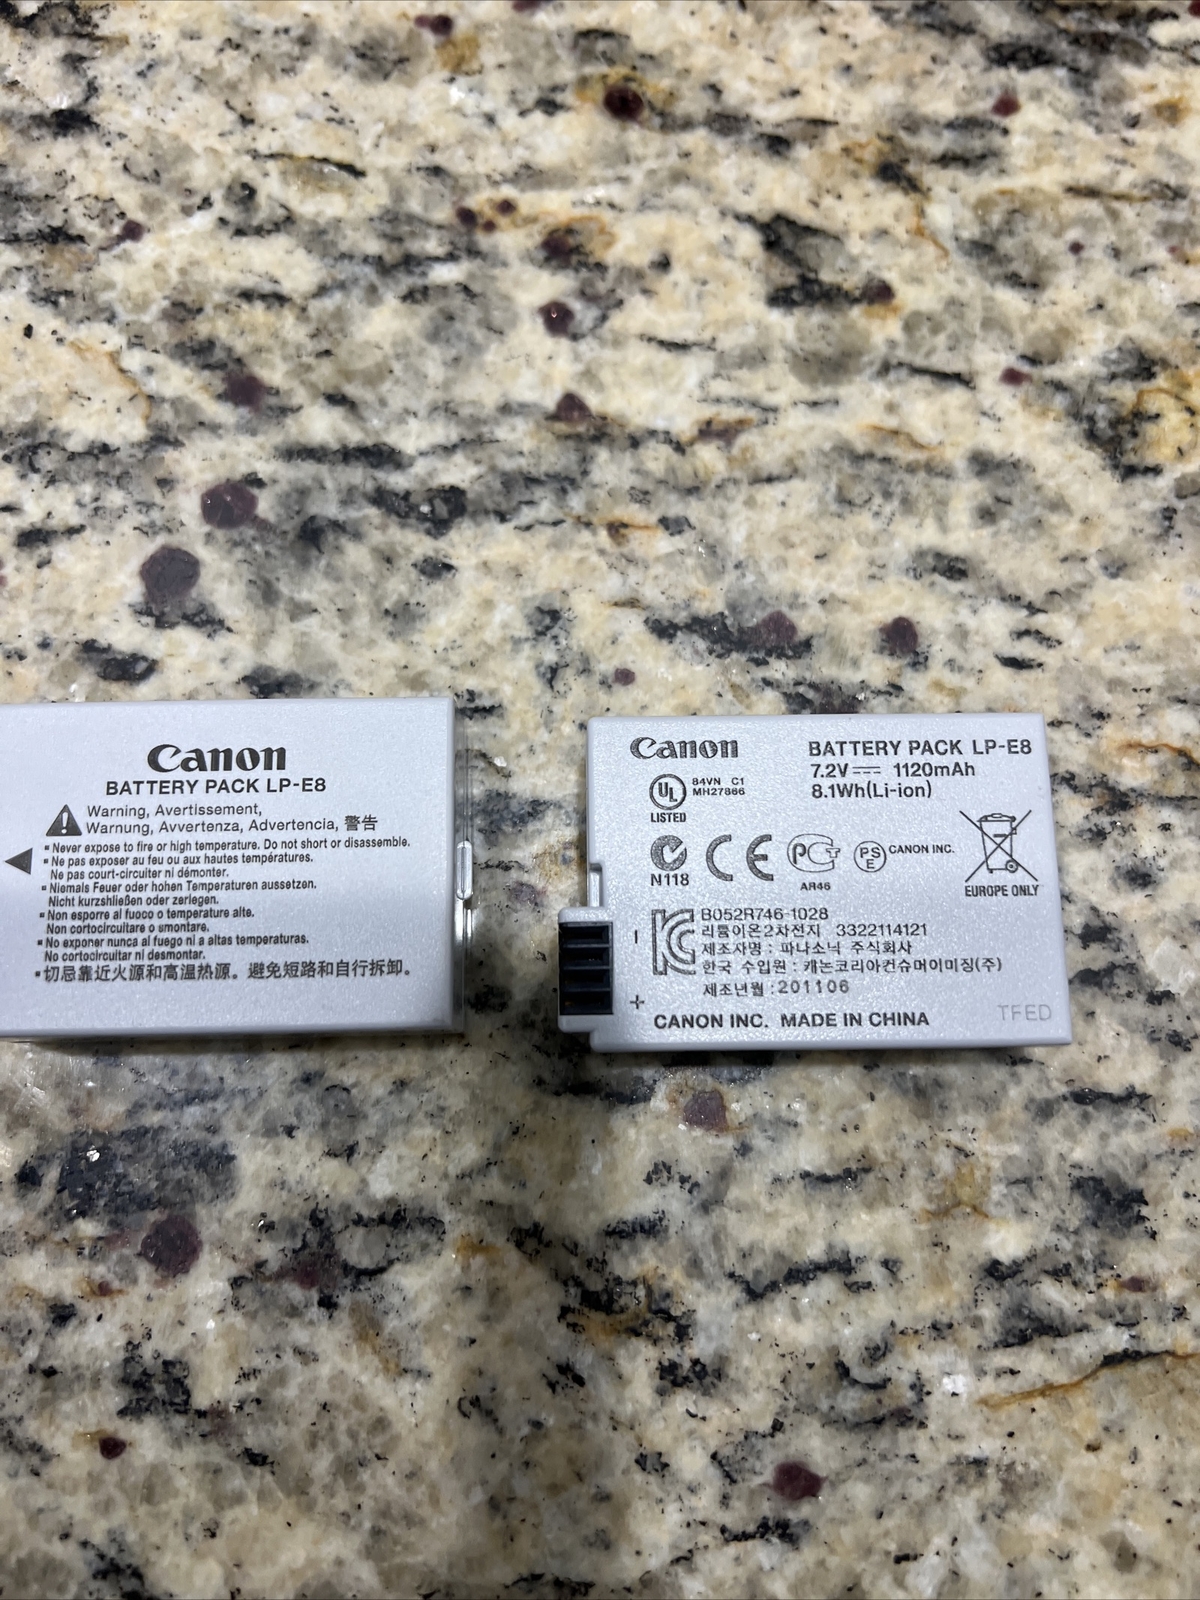 Canon
BATTERY PACK LP-E8
Warning, Avertissement,
Warnung, Avvertenza, Advertencia, 警告
▪ Never expose to fire or high temperature. Do not short or disassemble.
▪ Ne pas exposer au feu ou aux hautes températures.
Ne pas court-circuiter ni démonter.
▪ Niemals Feuer oder hohen Temperaturen aussetzen.
Nicht kurzshließen oder zerlegen.
▪ Non esporre al fuoco o temperature alte.
Non cortocircuitare o smontare.
▪ No exponer nunca al fuego ni a altas temperaturas.
No cortocircuitar ni desmontar.
▪ 切忌靠近火源和高温热源。避免短路和自行拆卸。
Canon
BATTERY PACK LP-E8
7.2V 1120mAh
8.1Wh(Li-ion)
UL
LISTED
84VN C1
MH27866
N118
CE
PCT
AR46
PSE
CANON INC.
EUROPE ONLY
KC
B052R746-1028
리튬이온2차전지 3322114121
제조자명 : 파나소닉 주식회사
한국 수입원 : 캐논코리아컨슈머이미징(주)
제조년월 : 201106
−
+
CANON INC. MADE IN CHINA
TFED